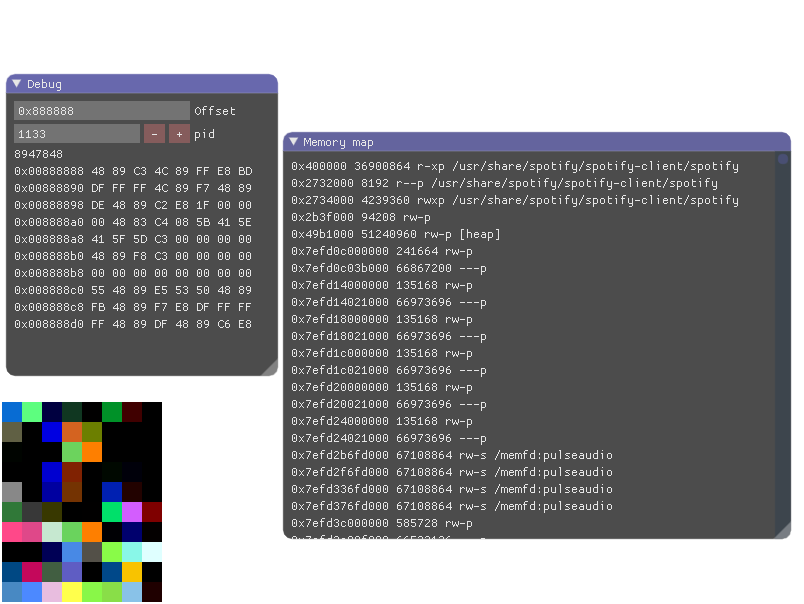 Debug
0x888888 Offset
1133 - + pid
8947848
0x00888888 48 89 C3 4C 89 FF E8 BD
0x00888890 DF FF FF 4C 89 F7 48 89
0x00888898 DE 48 89 C2 E8 1F 00 00
0x008888a0 00 48 83 C4 08 5B 41 5E
0x008888a8 41 5F 5D C3 00 00 00 00
0x008888b0 48 89 F8 C3 00 00 00 00
0x008888b8 00 00 00 00 00 00 00 00
0x008888c0 55 48 89 E5 53 50 48 89
0x008888c8 FB 48 89 F7 E8 DF FF FF
0x008888d0 FF 48 89 DF 48 89 C6 E8
Memory map
0x400000 36900864 r-xp /usr/share/spotify/spotify-client/spotify
0x2732000 8192 r--p /usr/share/spotify/spotify-client/spotify
0x2734000 4239360 rwxp /usr/share/spotify/spotify-client/spotify
0x2b3f000 94208 rw-p
0x49b1000 51240960 rw-p [heap]
0x7efd0c000000 241664 rw-p
0x7efd0c03b000 66867200 ---p
0x7efd14000000 135168 rw-p
0x7efd14021000 66973696 ---p
0x7efd18000000 135168 rw-p
0x7efd18021000 66973696 ---p
0x7efd1c000000 135168 rw-p
0x7efd1c021000 66973696 ---p
0x7efd20000000 135168 rw-p
0x7efd20021000 66973696 ---p
0x7efd24000000 135168 rw-p
0x7efd24021000 66973696 ---p
0x7efd2b6fd000 67108864 rw-s /memfd:pulseaudio
0x7efd2f6fd000 67108864 rw-s /memfd:pulseaudio
0x7efd336fd000 67108864 rw-s /memfd:pulseaudio
0x7efd376fd000 67108864 rw-s /memfd:pulseaudio
0x7efd3c000000 585728 rw-p